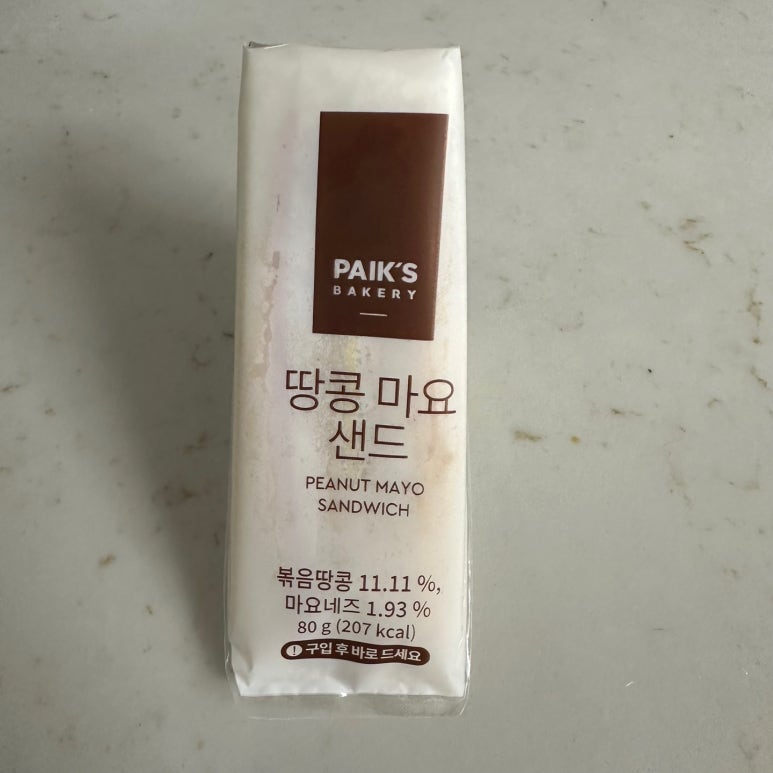 PAIK'S
BAKERY
땅콩 마요
샌드
PEANUT MAYO
SANDWICH
볶음땅콩 11.11 %,
마요네즈 1.93 %
80 g (207 kcal)
! 구입 후 바로 드세요